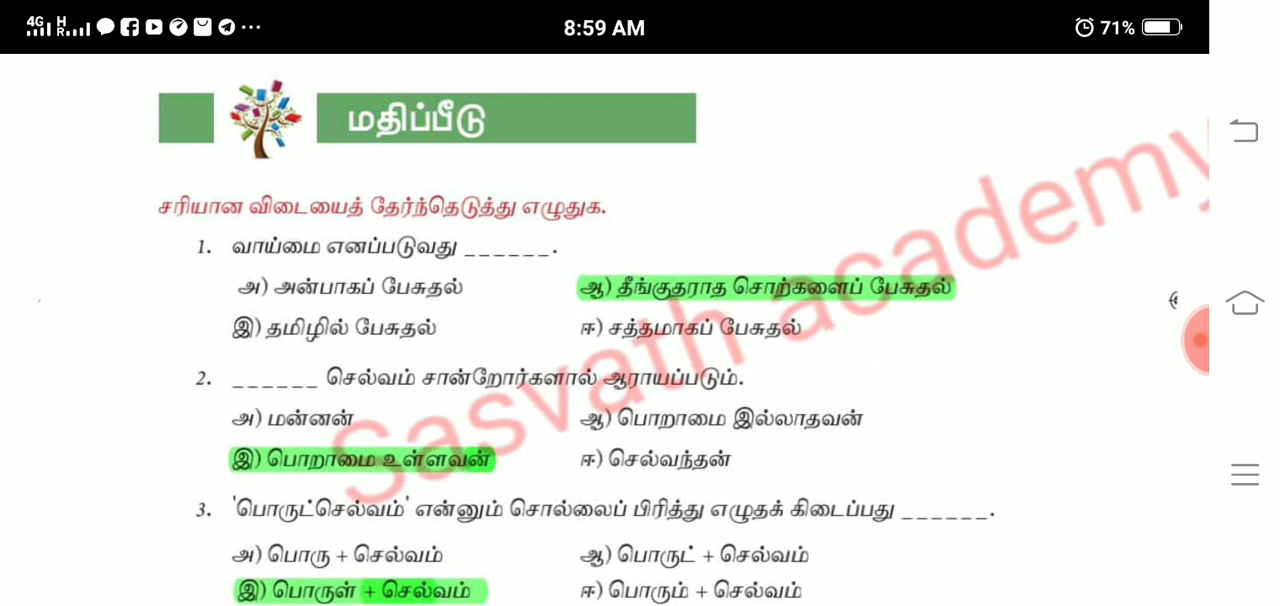 4G H R 8:59 AM 71%
மதிப்பீடு
சரியான விடையைத் தேர்ந்தெடுத்து எழுதுக.
1. வாய்மை எனப்படுவது ______.
அ) அன்பாகப் பேசுதல் ஆ) தீங்குதராத சொற்களைப் பேசுதல்
இ) தமிழில் பேசுதல் ஈ) சத்தமாகப் பேசுதல்
2. ______ செல்வம் சான்றோர்களால் ஆராயப்படும்.
அ) மன்னன் ஆ) பொறாமை இல்லாதவன்
இ) பொறாமை உள்ளவன் ஈ) செல்வந்தன்
3. 'பொருட்செல்வம்' என்னும் சொல்லைப் பிரித்து எழுதக் கிடைப்பது ______.
அ) பொரு + செல்வம் ஆ) பொருட் + செல்வம்
இ) பொருள் + செல்வம் ஈ) பொரும் + செல்வம்
Sasvath academy